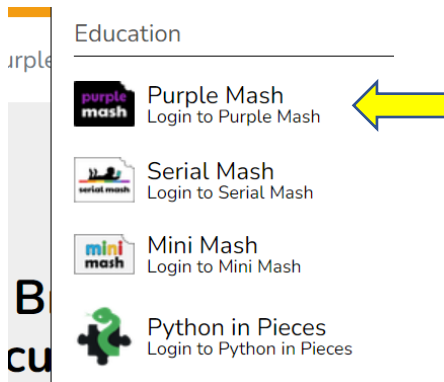 Education
urple
purple
mash
Purple Mash
Login to Purple Mash
serial mash
Serial Mash
Login to Serial Mash
mini
mash
Mini Mash
Login to Mini Mash
B
Python in Pieces
Login to Python in Pieces
cu